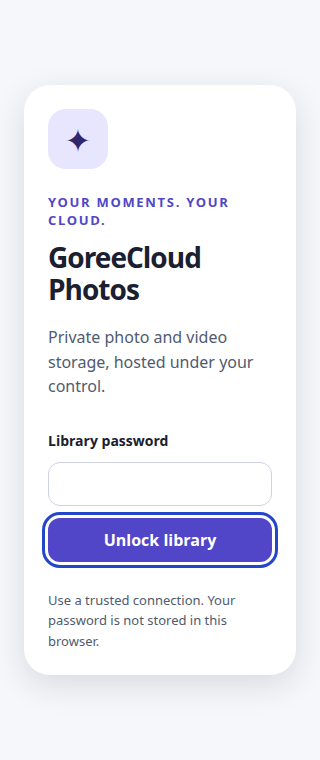 YOUR MOMENTS. YOUR
CLOUD.
GoreeCloud
Photos
Private photo and video
storage, hosted under your
control.
Library password
Unlock library
Use a trusted connection. Your
password is not stored in this
browser.